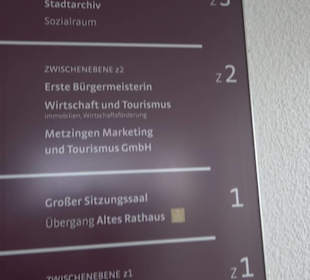 Stadtarchiv
Sozialraum
z3
ZWISCHENEBENE z2
Erste Bürgermeisterin
z2
Wirtschaft und Tourismus
Immobilien, Wirtschaftsförderung
Metzingen Marketing
und Tourismus GmbH
Großer Sitzungssaal
1
Übergang Altes Rathaus
ZWISCHENEBENE z1
z1